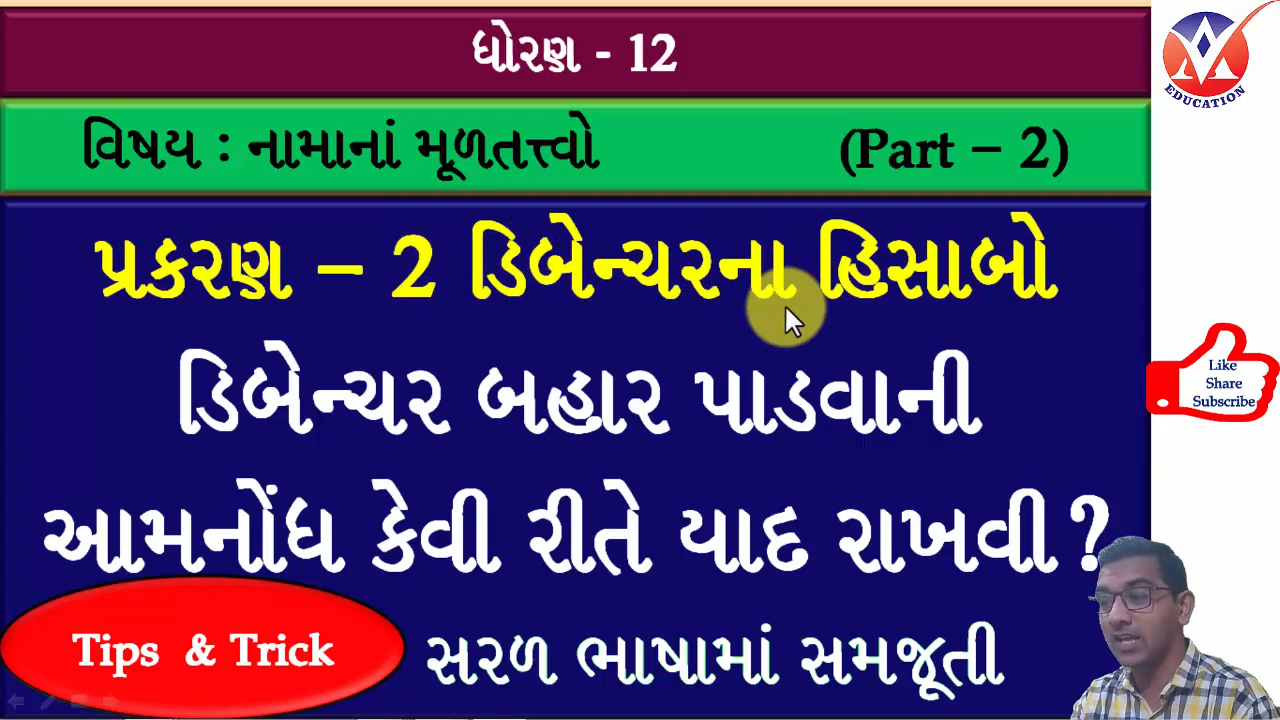 ધોરણ - 12
વિષય : નામાનાં મૂળતત્ત્વો (Part – 2)
પ્રકરણ – 2 ડિબેન્ચરના હિસાબો
ડિબેન્ચર બહાર પાડવાની
આમનોંધ કેવી રીતે યાદ રાખવી?
Tips & Trick સરળ ભાષામાં સમજૂતી
EDUCATION
Like
Share
Subscribe